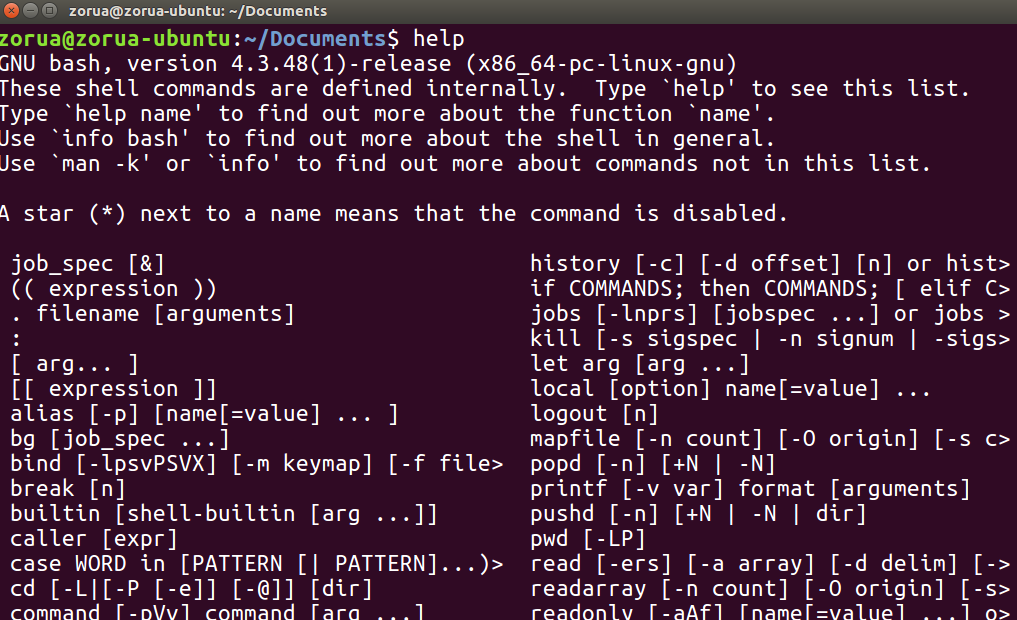 zorua@zorua-ubuntu: ~/Documents
zorua@zorua-ubuntu:~/Documents$ help
GNU bash, version 4.3.48(1)-release (x86_64-pc-linux-gnu)
These shell commands are defined internally.  Type `help' to see this list.
Type `help name' to find out more about the function `name'.
Use `info bash' to find out more about the shell in general.
Use `man -k' or `info' to find out more about commands not in this list.
A star (*) next to a name means that the command is disabled.
job_spec [&]                            history [-c] [-d offset] [n] or hist>
(( expression ))                        if COMMANDS; then COMMANDS; [ elif C>
. filename [arguments]                  jobs [-lnprs] [jobspec ...] or jobs >
:                                       kill [-s sigspec | -n signum | -sigs>
[ arg... ]                              let arg [arg ...]
[[ expression ]]                        local [option] name[=value] ...
alias [-p] [name[=value] ... ]          logout [n]
bg [job_spec ...]                       mapfile [-n count] [-O origin] [-s c>
bind [-lpsvPSVX] [-m keymap] [-f file>  popd [-n] [+N | -N]
break [n]                               printf [-v var] format [arguments]
builtin [shell-builtin [arg ...]]       pushd [-n] [+N | -N | dir]
caller [expr]                           pwd [-LP]
case WORD in [PATTERN [| PATTERN]...)>  read [-ers] [-a array] [-d delim] [->
cd [-L|[-P [-e]] [-@]] [dir]            readarray [-n count] [-O origin] [-s>
command [-pVv] command [arg ...]        readonly [-aAf] [name[=value] ...] o>